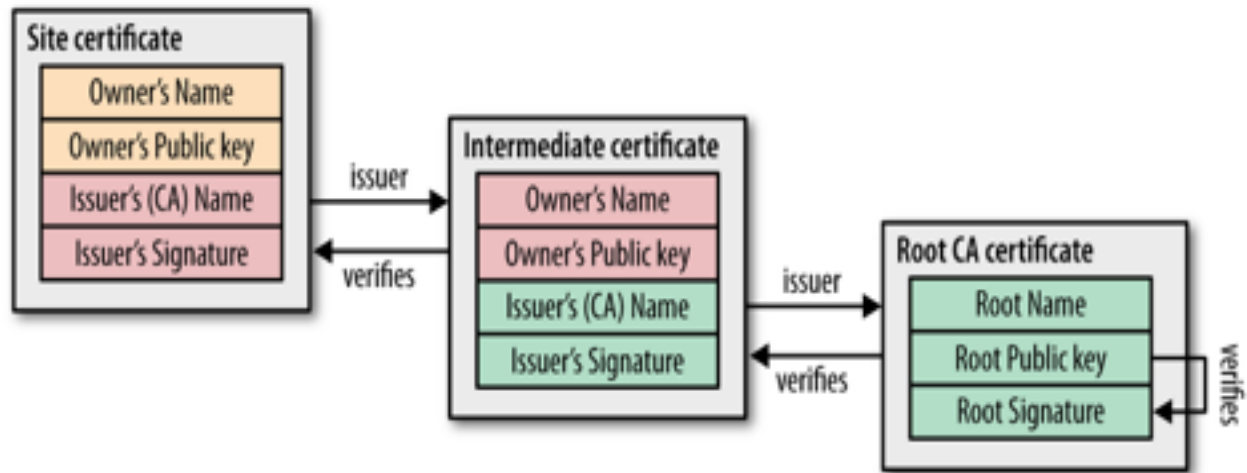 Site certificate
Owner's Name
Owner's Public key
Issuer's (CA) Name
Issuer's Signature
issuer
verifies
Intermediate certificate
Owner's Name
Owner's Public key
Issuer's (CA) Name
Issuer's Signature
issuer
verifies
Root CA certificate
Root Name
Root Public key
Root Signature
verifies